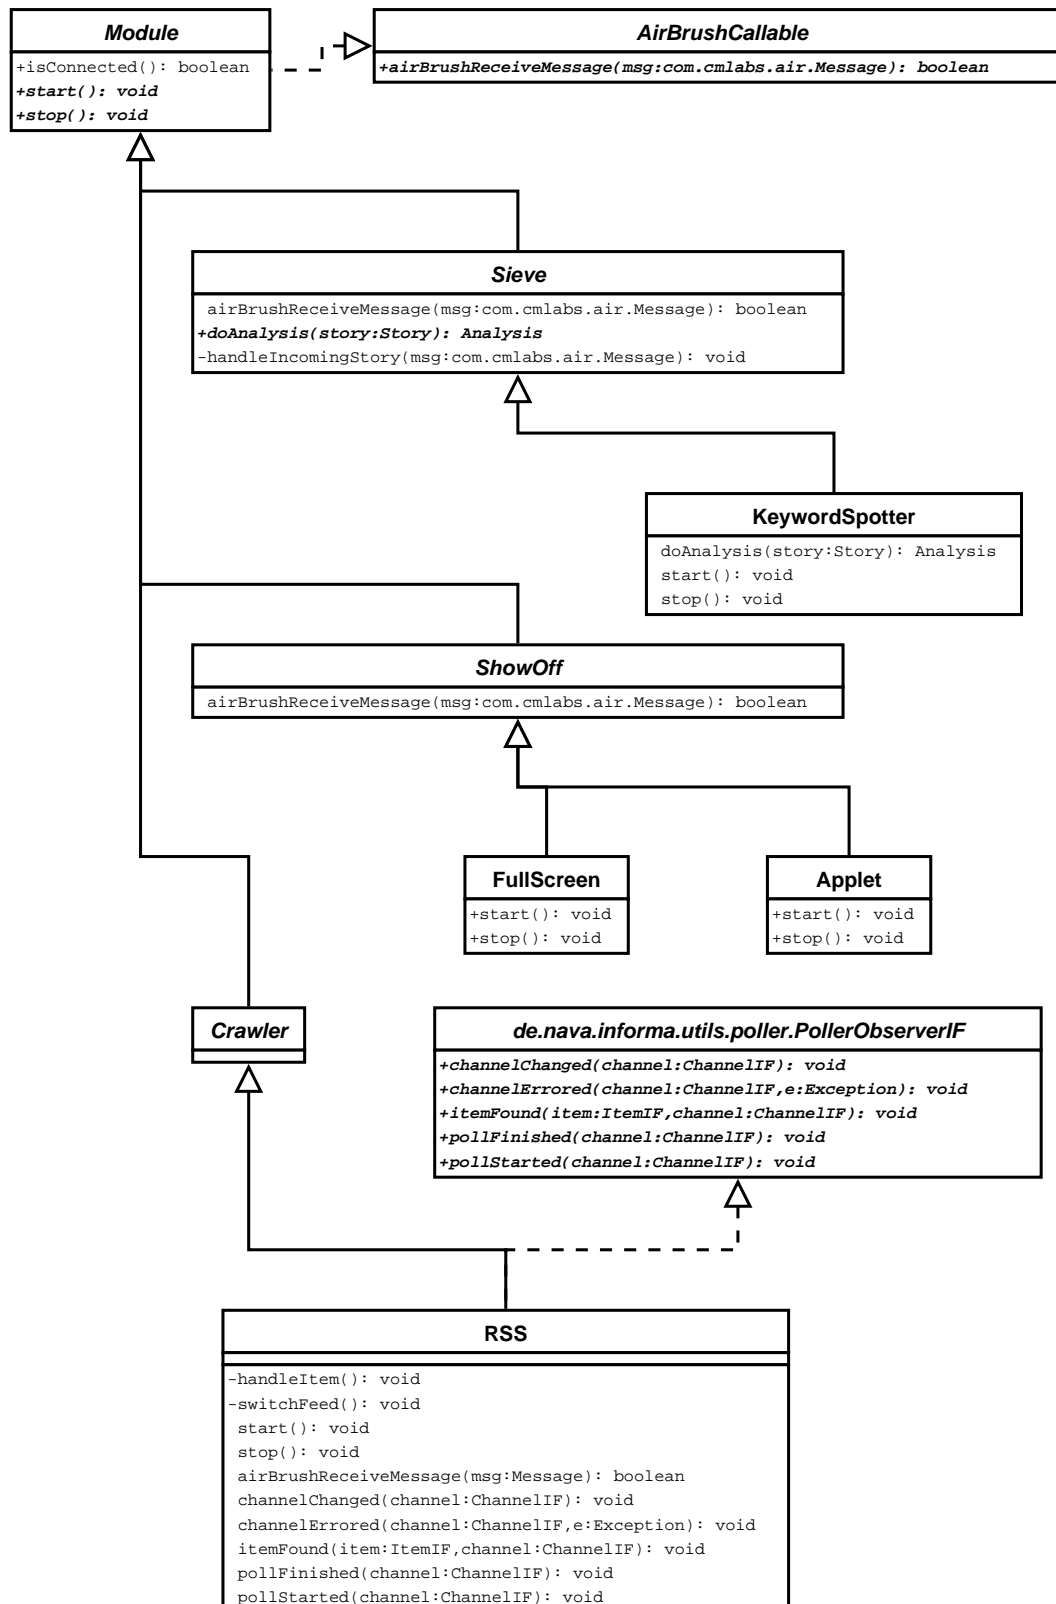 Module
+isConnected(): boolean
+start(): void
+stop(): void
AirBrushCallable
+airBrushReceiveMessage(msg:com.cmlabs.air.Message): boolean
Sieve
airBrushReceiveMessage(msg:com.cmlabs.air.Message): boolean
+doAnalysis(story:Story): Analysis
-handleIncomingStory(msg:com.cmlabs.air.Message): void
KeywordSpotter
doAnalysis(story:Story): Analysis
start(): void
stop(): void
ShowOff
airBrushReceiveMessage(msg:com.cmlabs.air.Message): boolean
FullScreen
+start(): void
+stop(): void
Applet
+start(): void
+stop(): void
Crawler
de.nava.informa.utils.poller.PollerObserverIF
+channelChanged(channel:ChannelIF): void
+channelErrored(channel:ChannelIF,e:Exception): void
+itemFound(item:ItemIF,channel:ChannelIF): void
+pollFinished(channel:ChannelIF): void
+pollStarted(channel:ChannelIF): void
RSS
-handleItem(): void
-switchFeed(): void
start(): void
stop(): void
airBrushReceiveMessage(msg:Message): boolean
channelChanged(channel:ChannelIF): void
channelErrored(channel:ChannelIF,e:Exception): void
itemFound(item:ItemIF,channel:ChannelIF): void
pollFinished(channel:ChannelIF): void
pollStarted(channel:ChannelIF): void